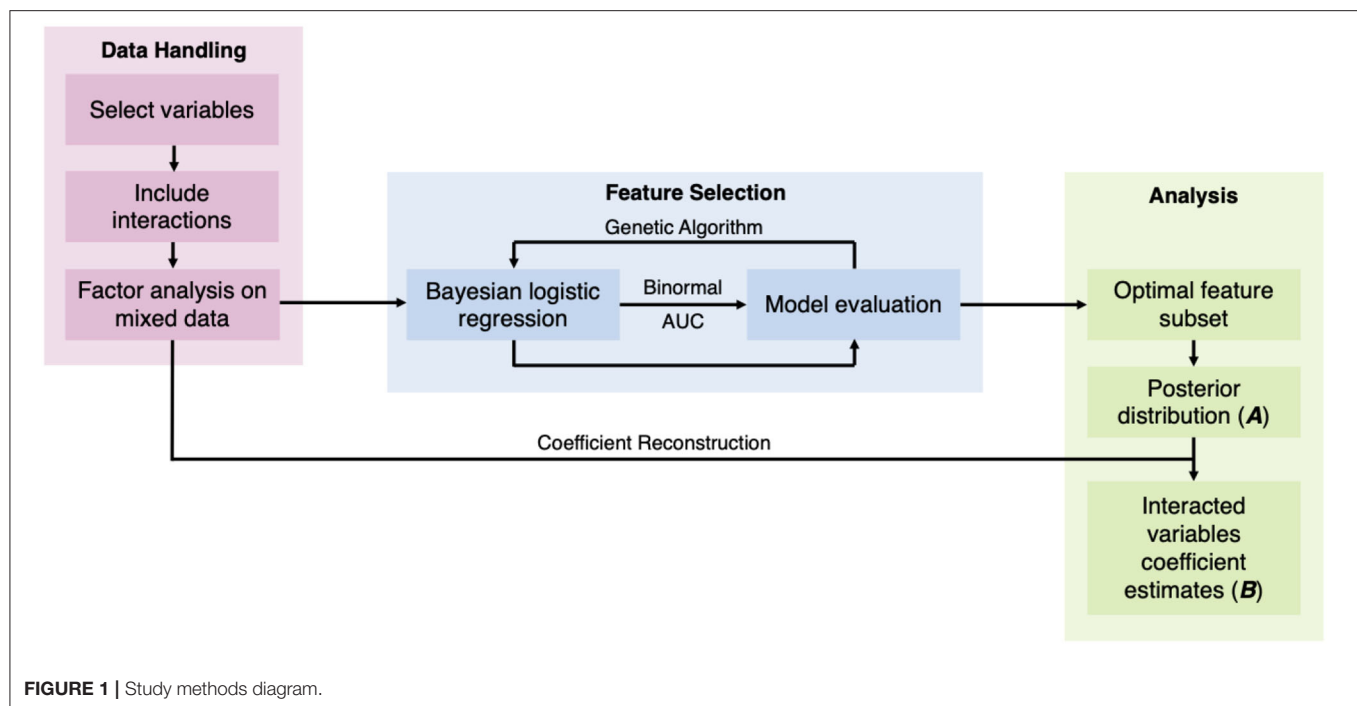 Data Handling
Select variables
Include
interactions
Factor analysis on
mixed data
Feature Selection
Genetic Algorithm
Bayesian logistic
regression
Binormal
AUC
Model evaluation
Analysis
Optimal feature
subset
Posterior
distribution (A)
Coefficient Reconstruction
Interacted
variables
coefficient
estimates (B)
FIGURE 1 | Study methods diagram.